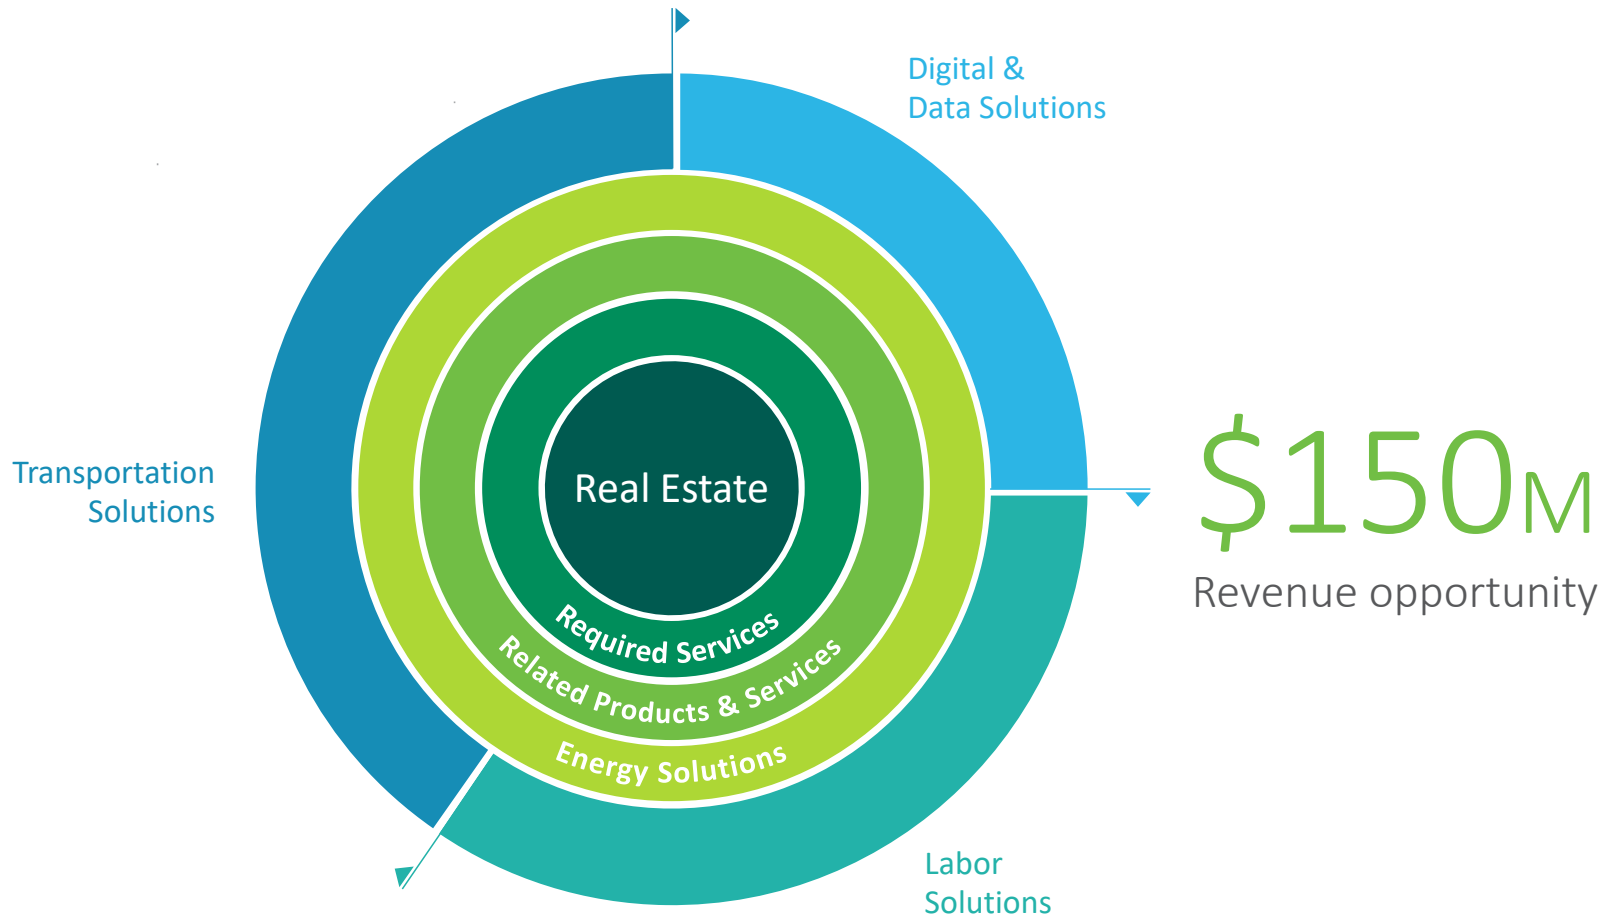 Digital &
Data Solutions
Transportation
Solutions
Real Estate
Required Services
Related Products & Services
Energy Solutions
$150M
Revenue opportunity
Labor
Solutions